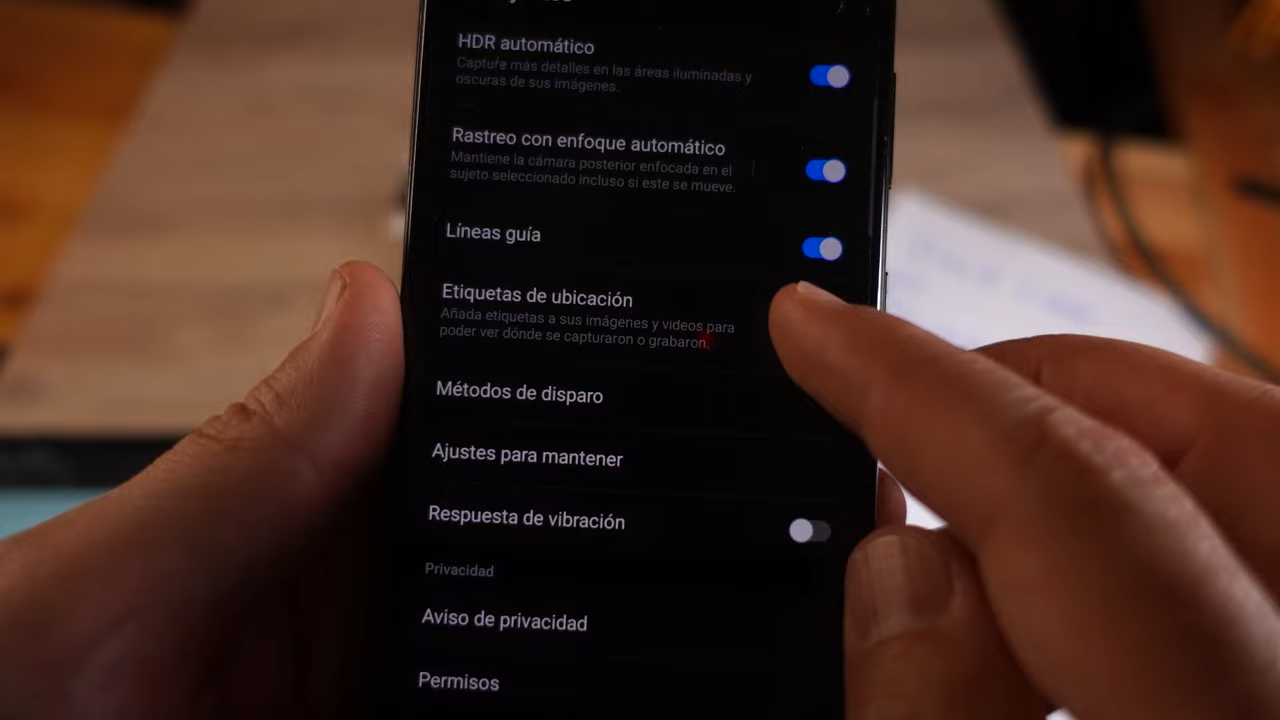 HDR automático
Capture más detalles en las áreas iluminadas y
oscuras de sus imágenes.
Rastreo con enfoque automático
Mantiene la cámara posterior enfocada en el
sujeto seleccionado incluso si este se mueve.
Líneas guía
Etiquetas de ubicación
Añada etiquetas a sus imágenes y videos para
poder ver dónde se capturaron o grabaron.
Métodos de disparo
Ajustes para mantener
Respuesta de vibración
Privacidad
Aviso de privacidad
Permisos